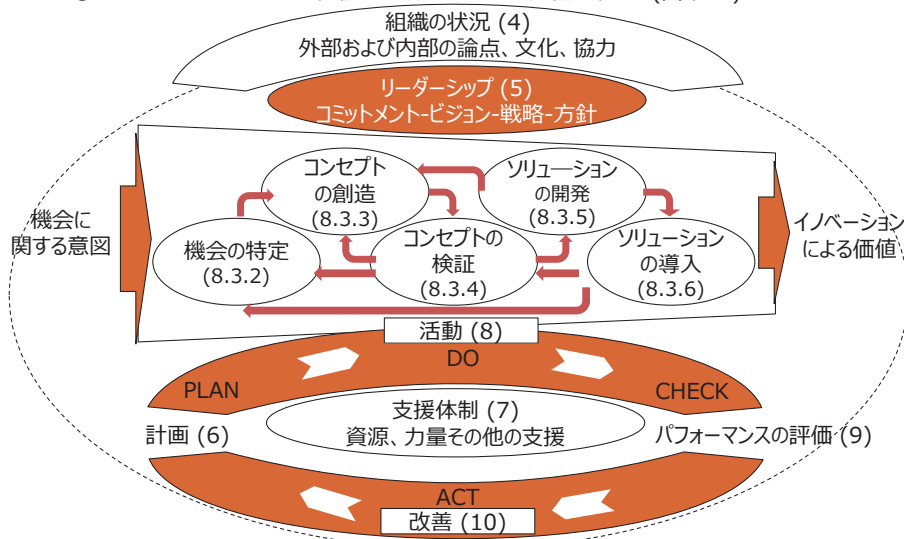 組織の状況 (4)
外部および内部の論点、文化、協力
リーダーシップ (5)
コミットメント-ビジョン-戦略-方針
コンセプト
の創造
(8.3.3)
ソリューション
の開発
(8.3.5)
機会に
関する意図
機会の特定
(8.3.2)
コンセプトの
検証
(8.3.4)
ソリューション
の導入
(8.3.6)
イノベーション
による価値
活動 (8)
DO
PLAN
CHECK
支援体制 (7)
資源、力量その他の支援
計画 (6)
パフォーマンスの評価 (9)
ACT
改善 (10)